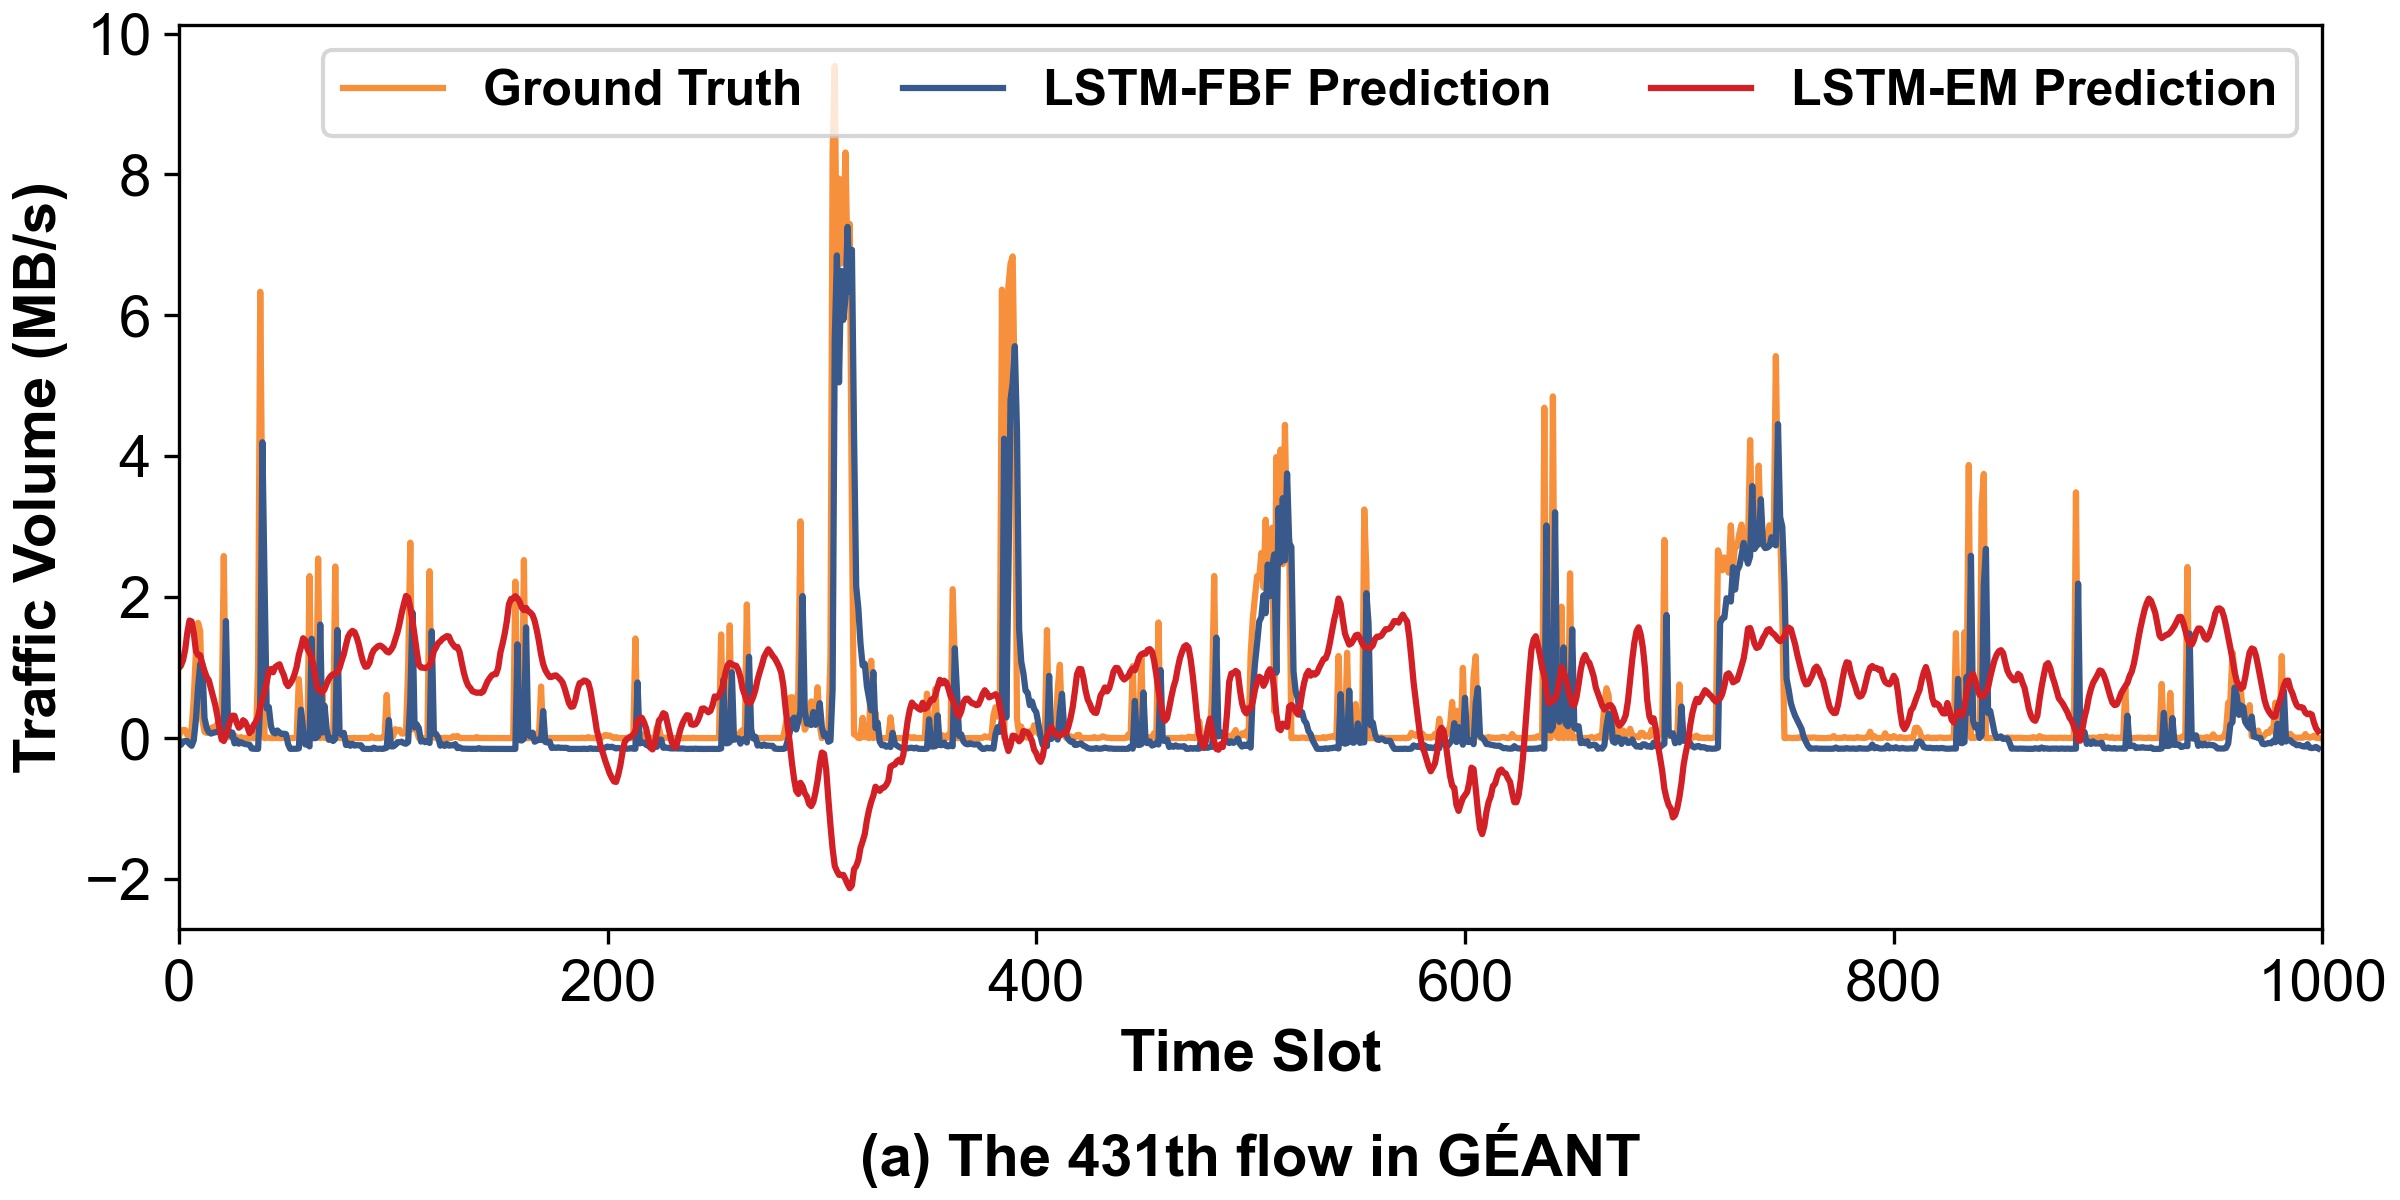 10
8
6
4
2
0
−2
Traffic Volume (MB/s)
Ground Truth LSTM-FBF Prediction LSTM-EM Prediction
0 200 400 600 800 1000
Time Slot
(a) The 431th flow in GÉANT